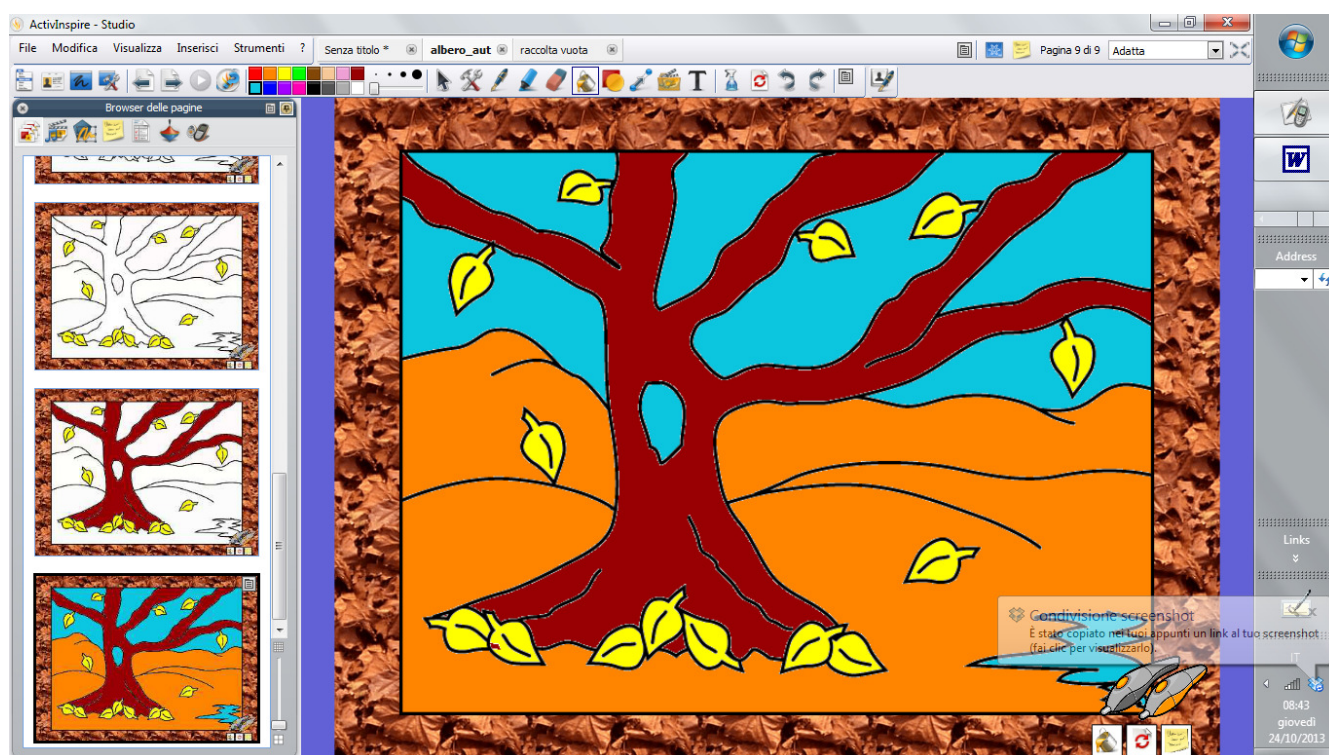 ActivInspire - Studio
File Modifica Visualizza Inserisci Strumenti ?
Senza titolo * albero_aut raccolta vuota
Pagina 9 di 9 Adatta
T
Browser delle pagine
W
Address
Links
Condivisione screenshot
È stato copiato nei tuoi appunti un link al tuo screenshot
(fai clic per visualizzarlo).
IT
08:43
giovedì
24/10/2013